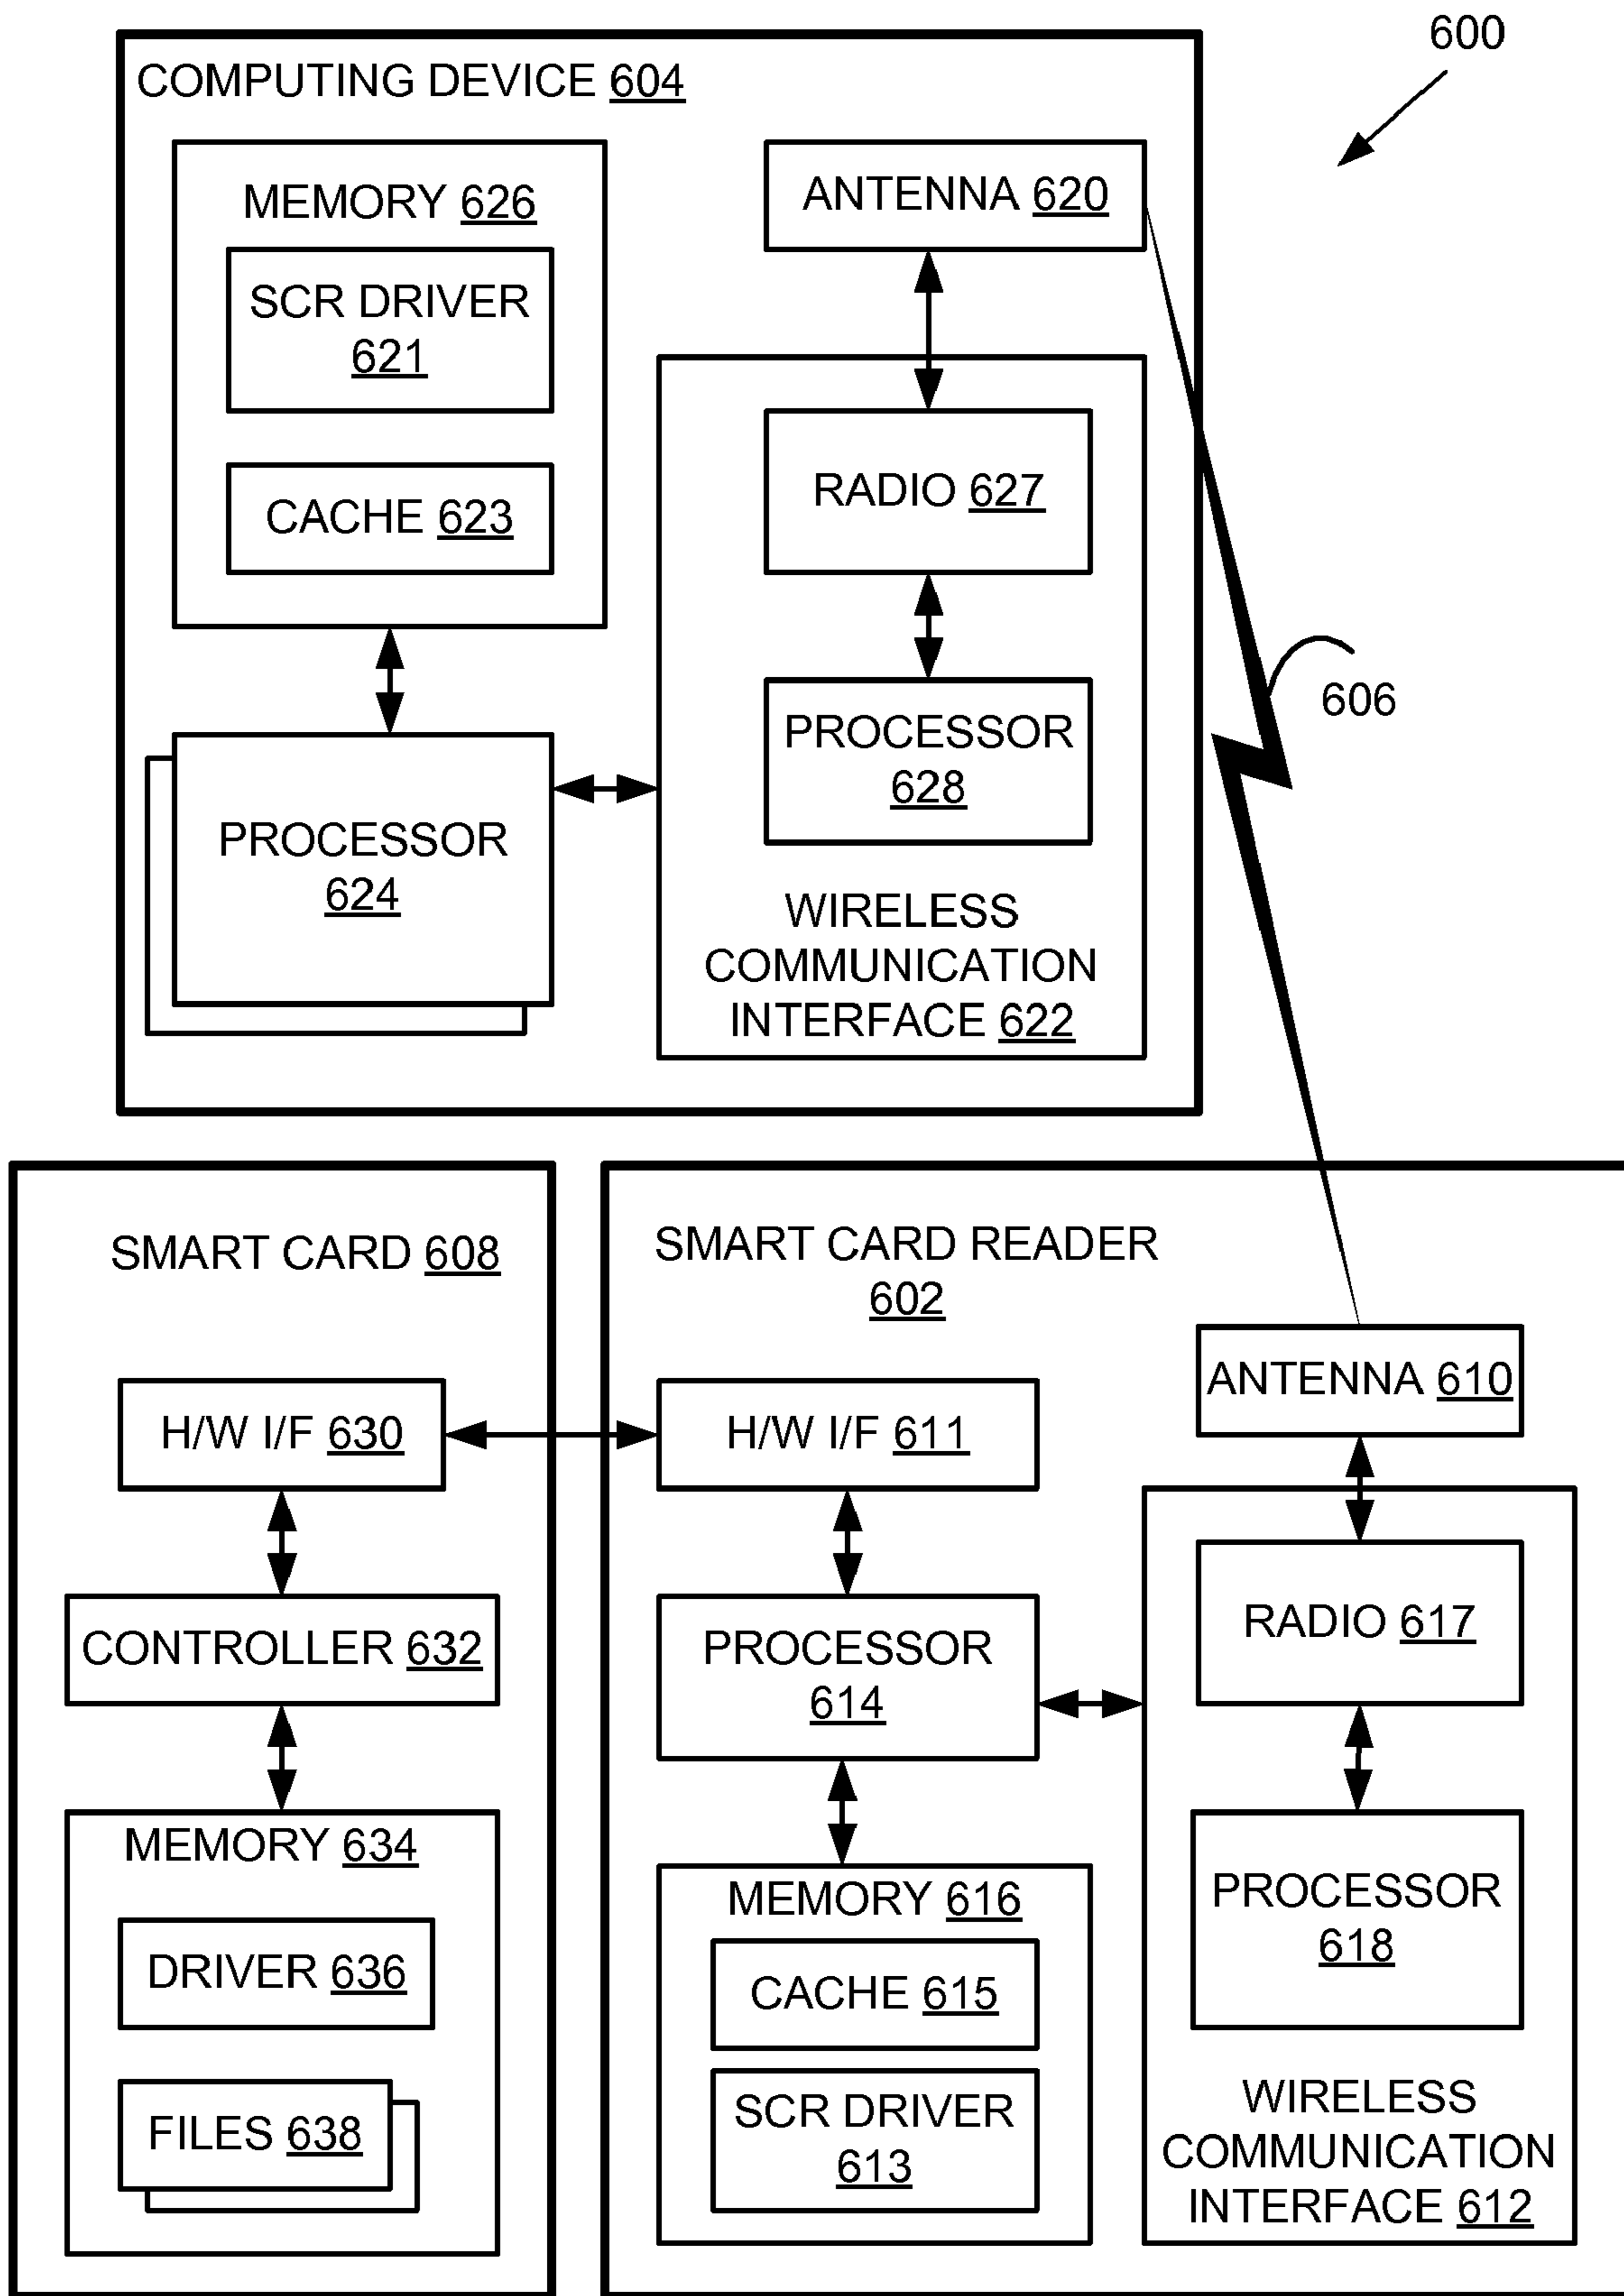 600
COMPUTING DEVICE 604
MEMORY 626
SCR DRIVER
621
CACHE 623
PROCESSOR
624
ANTENNA 620
RADIO 627
PROCESSOR
628
WIRELESS
COMMUNICATION
INTERFACE 622
606
SMART CARD 608
H/W I/F 630
CONTROLLER 632
MEMORY 634
DRIVER 636
FILES 638
SMART CARD READER
602
H/W I/F 611
PROCESSOR
614
MEMORY 616
CACHE 615
SCR DRIVER
613
ANTENNA 610
RADIO 617
PROCESSOR
618
WIRELESS
COMMUNICATION
INTERFACE 612